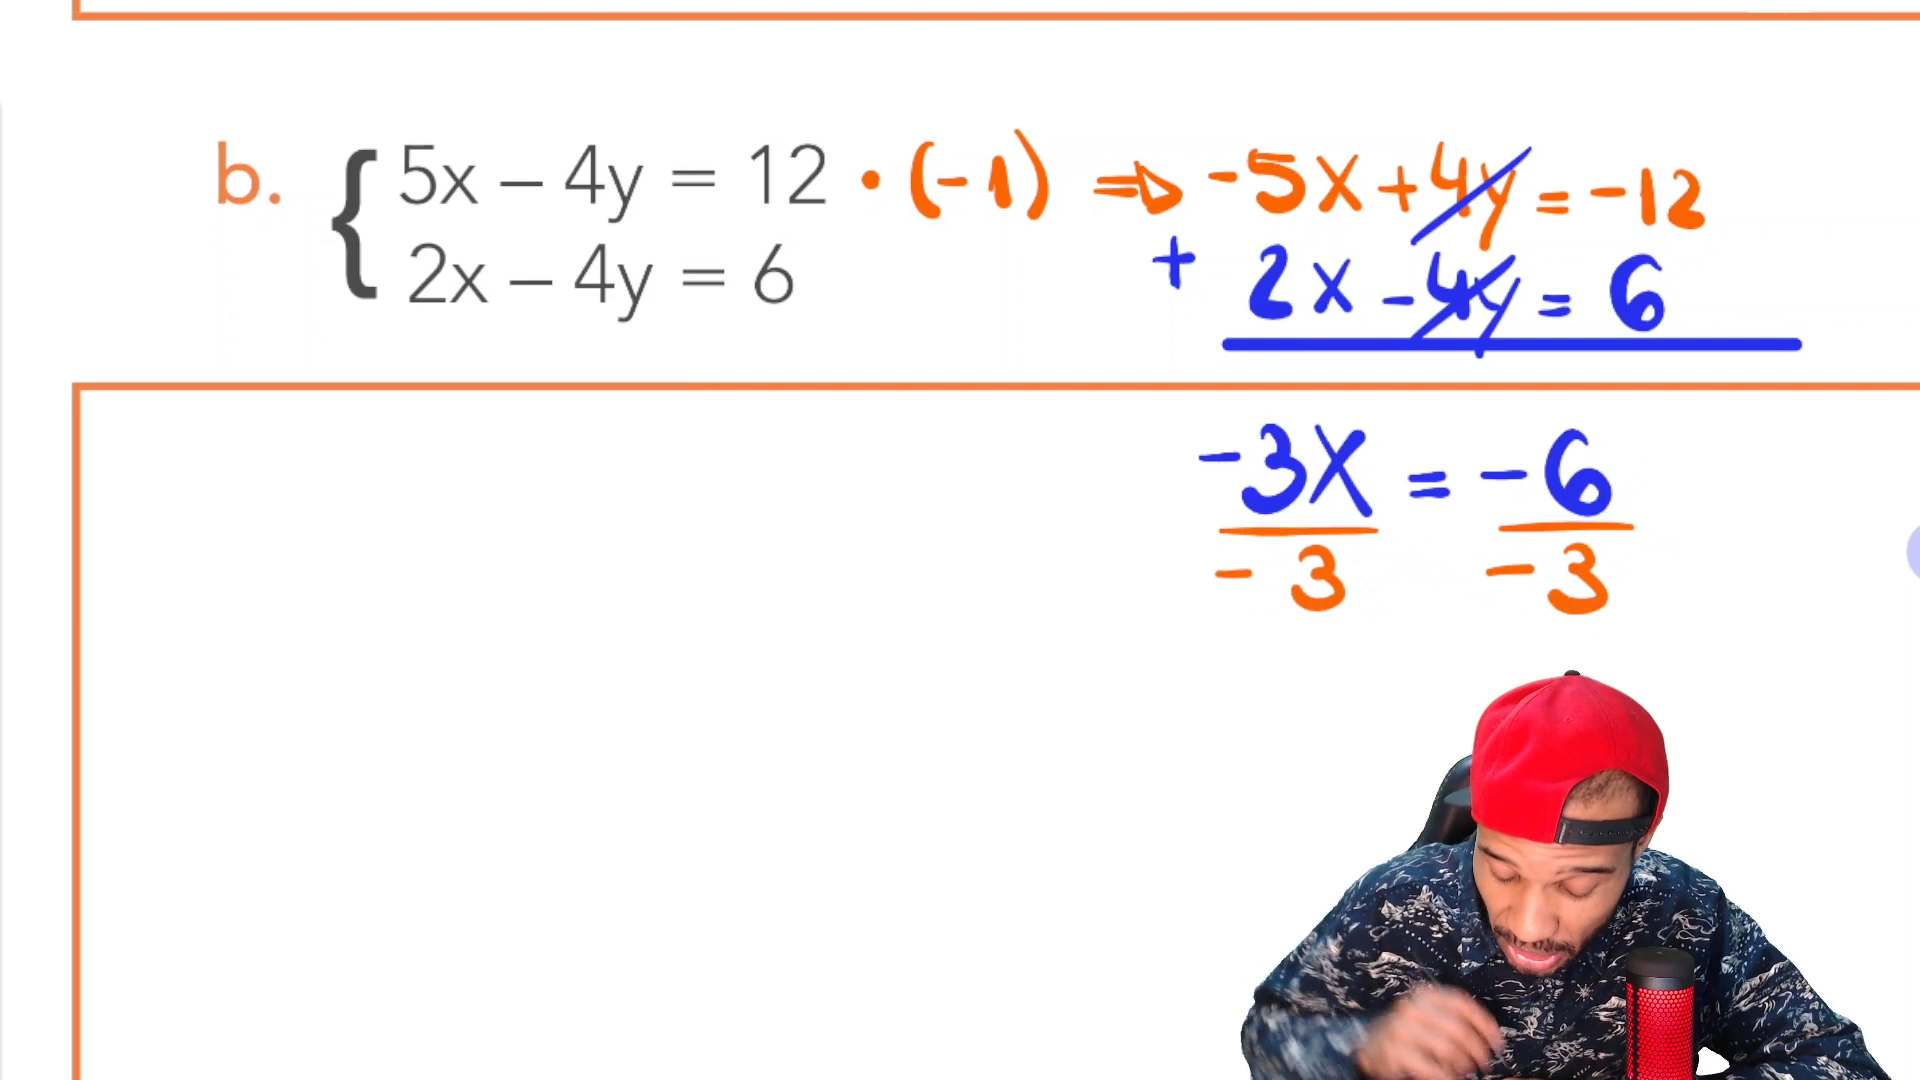 b. { 5x – 4y = 12 • (-1) ⇒ -5x + 4y = -12
2x – 4y = 6 + 2x - 4y = 6
-3x = -6
-3 -3